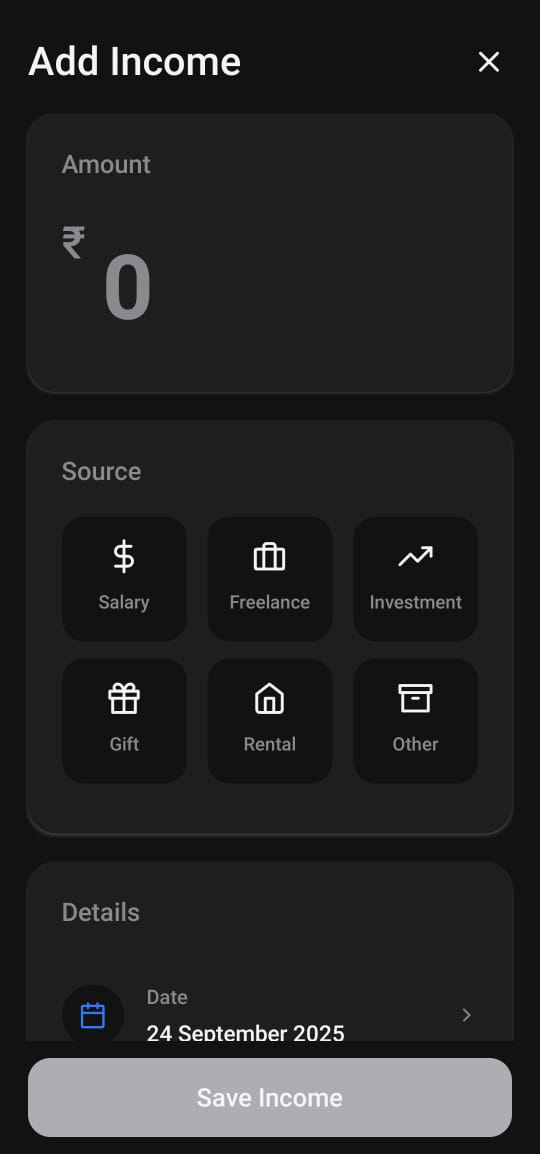 Add Income
Amount
₹ 0
Source
Salary Freelance Investment
Gift Rental Other
Details
Date
24 September 2025
Save Income